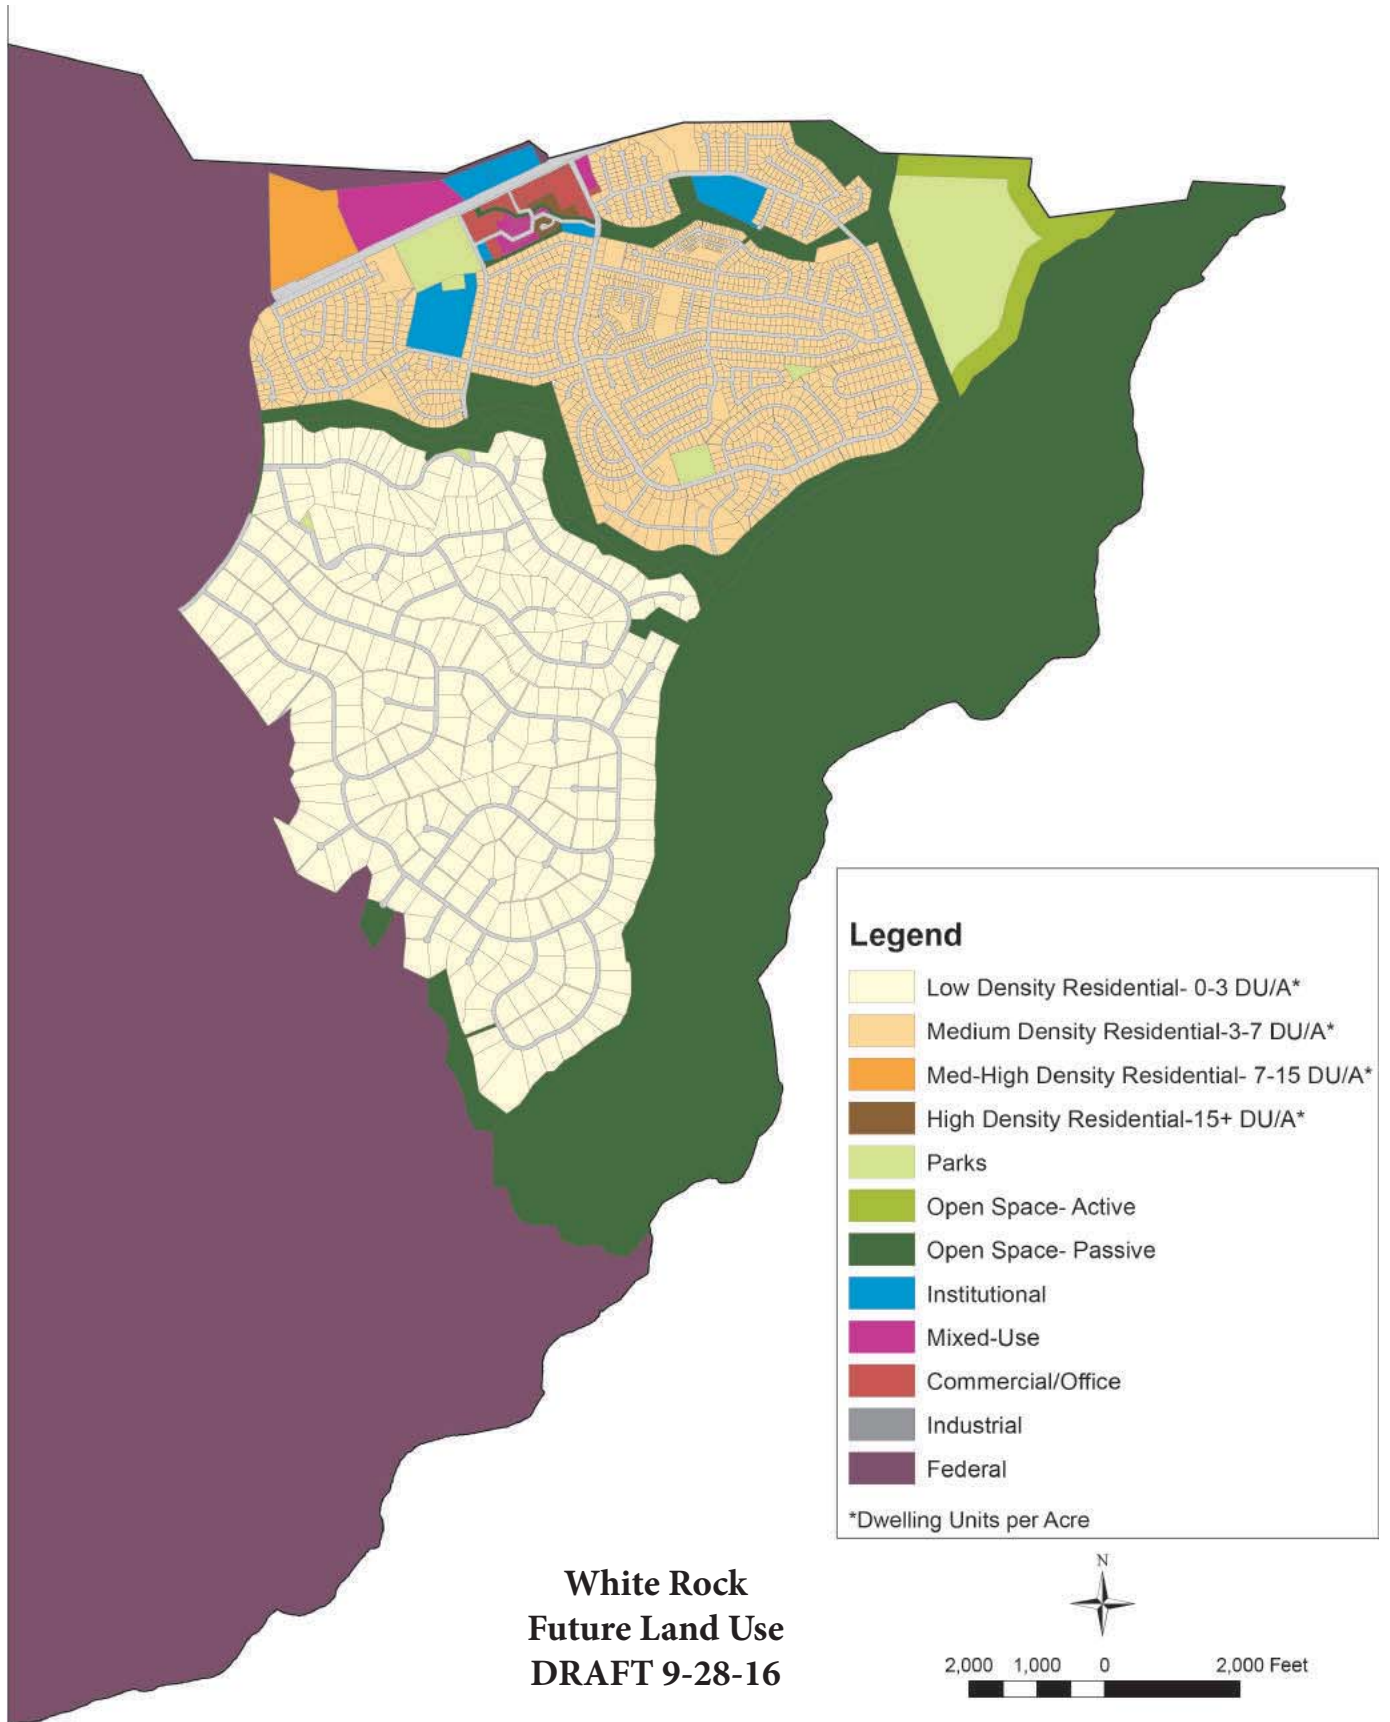 Legend
Low Density Residential- 0-3 DU/A*
Medium Density Residential-3-7 DU/A*
Med-High Density Residential- 7-15 DU/A*
High Density Residential-15+ DU/A*
Parks
Open Space- Active
Open Space- Passive
Institutional
Mixed-Use
Commercial/Office
Industrial
Federal
*Dwelling Units per Acre
White Rock
Future Land Use
DRAFT 9-28-16
N
2,000 1,000 0 2,000 Feet